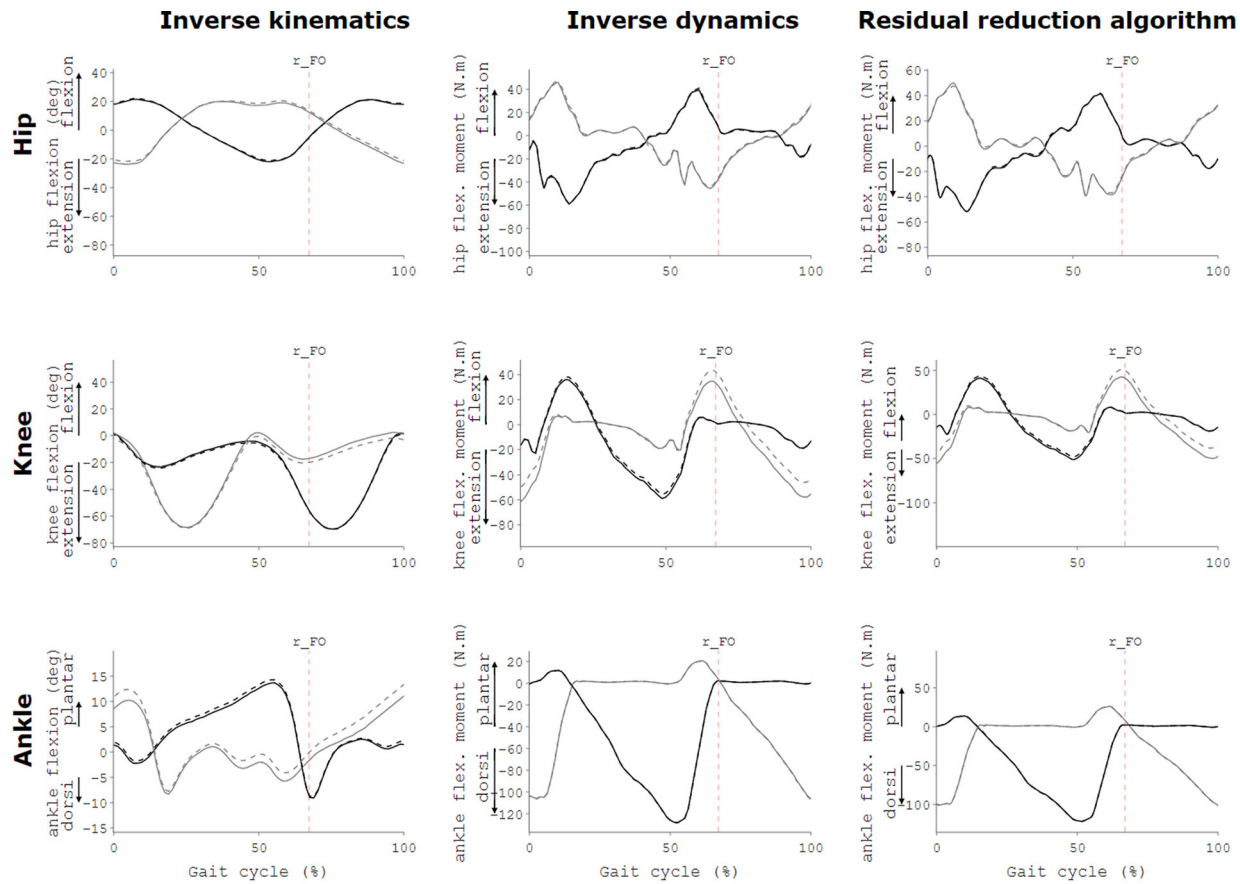 Inverse kinematics
Inverse dynamics
Residual reduction algorithm
Hip
hip flexion (deg)
extension flexion
r_FO
40
20
0
-20
-40
-60
-80
0
50
100
hip flex. moment (N.m)
extension flexion
r_FO
40
20
0
-20
-40
-60
-80
-100
0
50
100
hip flex. moment (N.m)
extension flexion
r_FO
60
40
20
0
-20
-40
-60
-80
0
50
100
Knee
knee flexion (deg)
extension flexion
r_FO
40
20
0
-20
-40
-60
-80
0
50
100
knee flex. moment (N.m)
extension flexion
r_FO
40
20
0
-20
-40
-60
-80
0
50
100
knee flex. moment (N.m)
extension flexion
r_FO
50
0
-50
-100
0
50
100
Ankle
ankle flexion (deg)
dorsi plantar
r_FO
15
10
5
0
-5
-10
-15
0
50
100
Gait cycle (%)
ankle flex. moment (N.m)
dorsi plantar
r_FO
20
0
-20
-40
-60
-80
-100
-120
0
50
100
Gait cycle (%)
ankle flex. moment (N.m)
dorsi plantar
r_FO
50
0
-50
-100
0
50
100
Gait cycle (%)